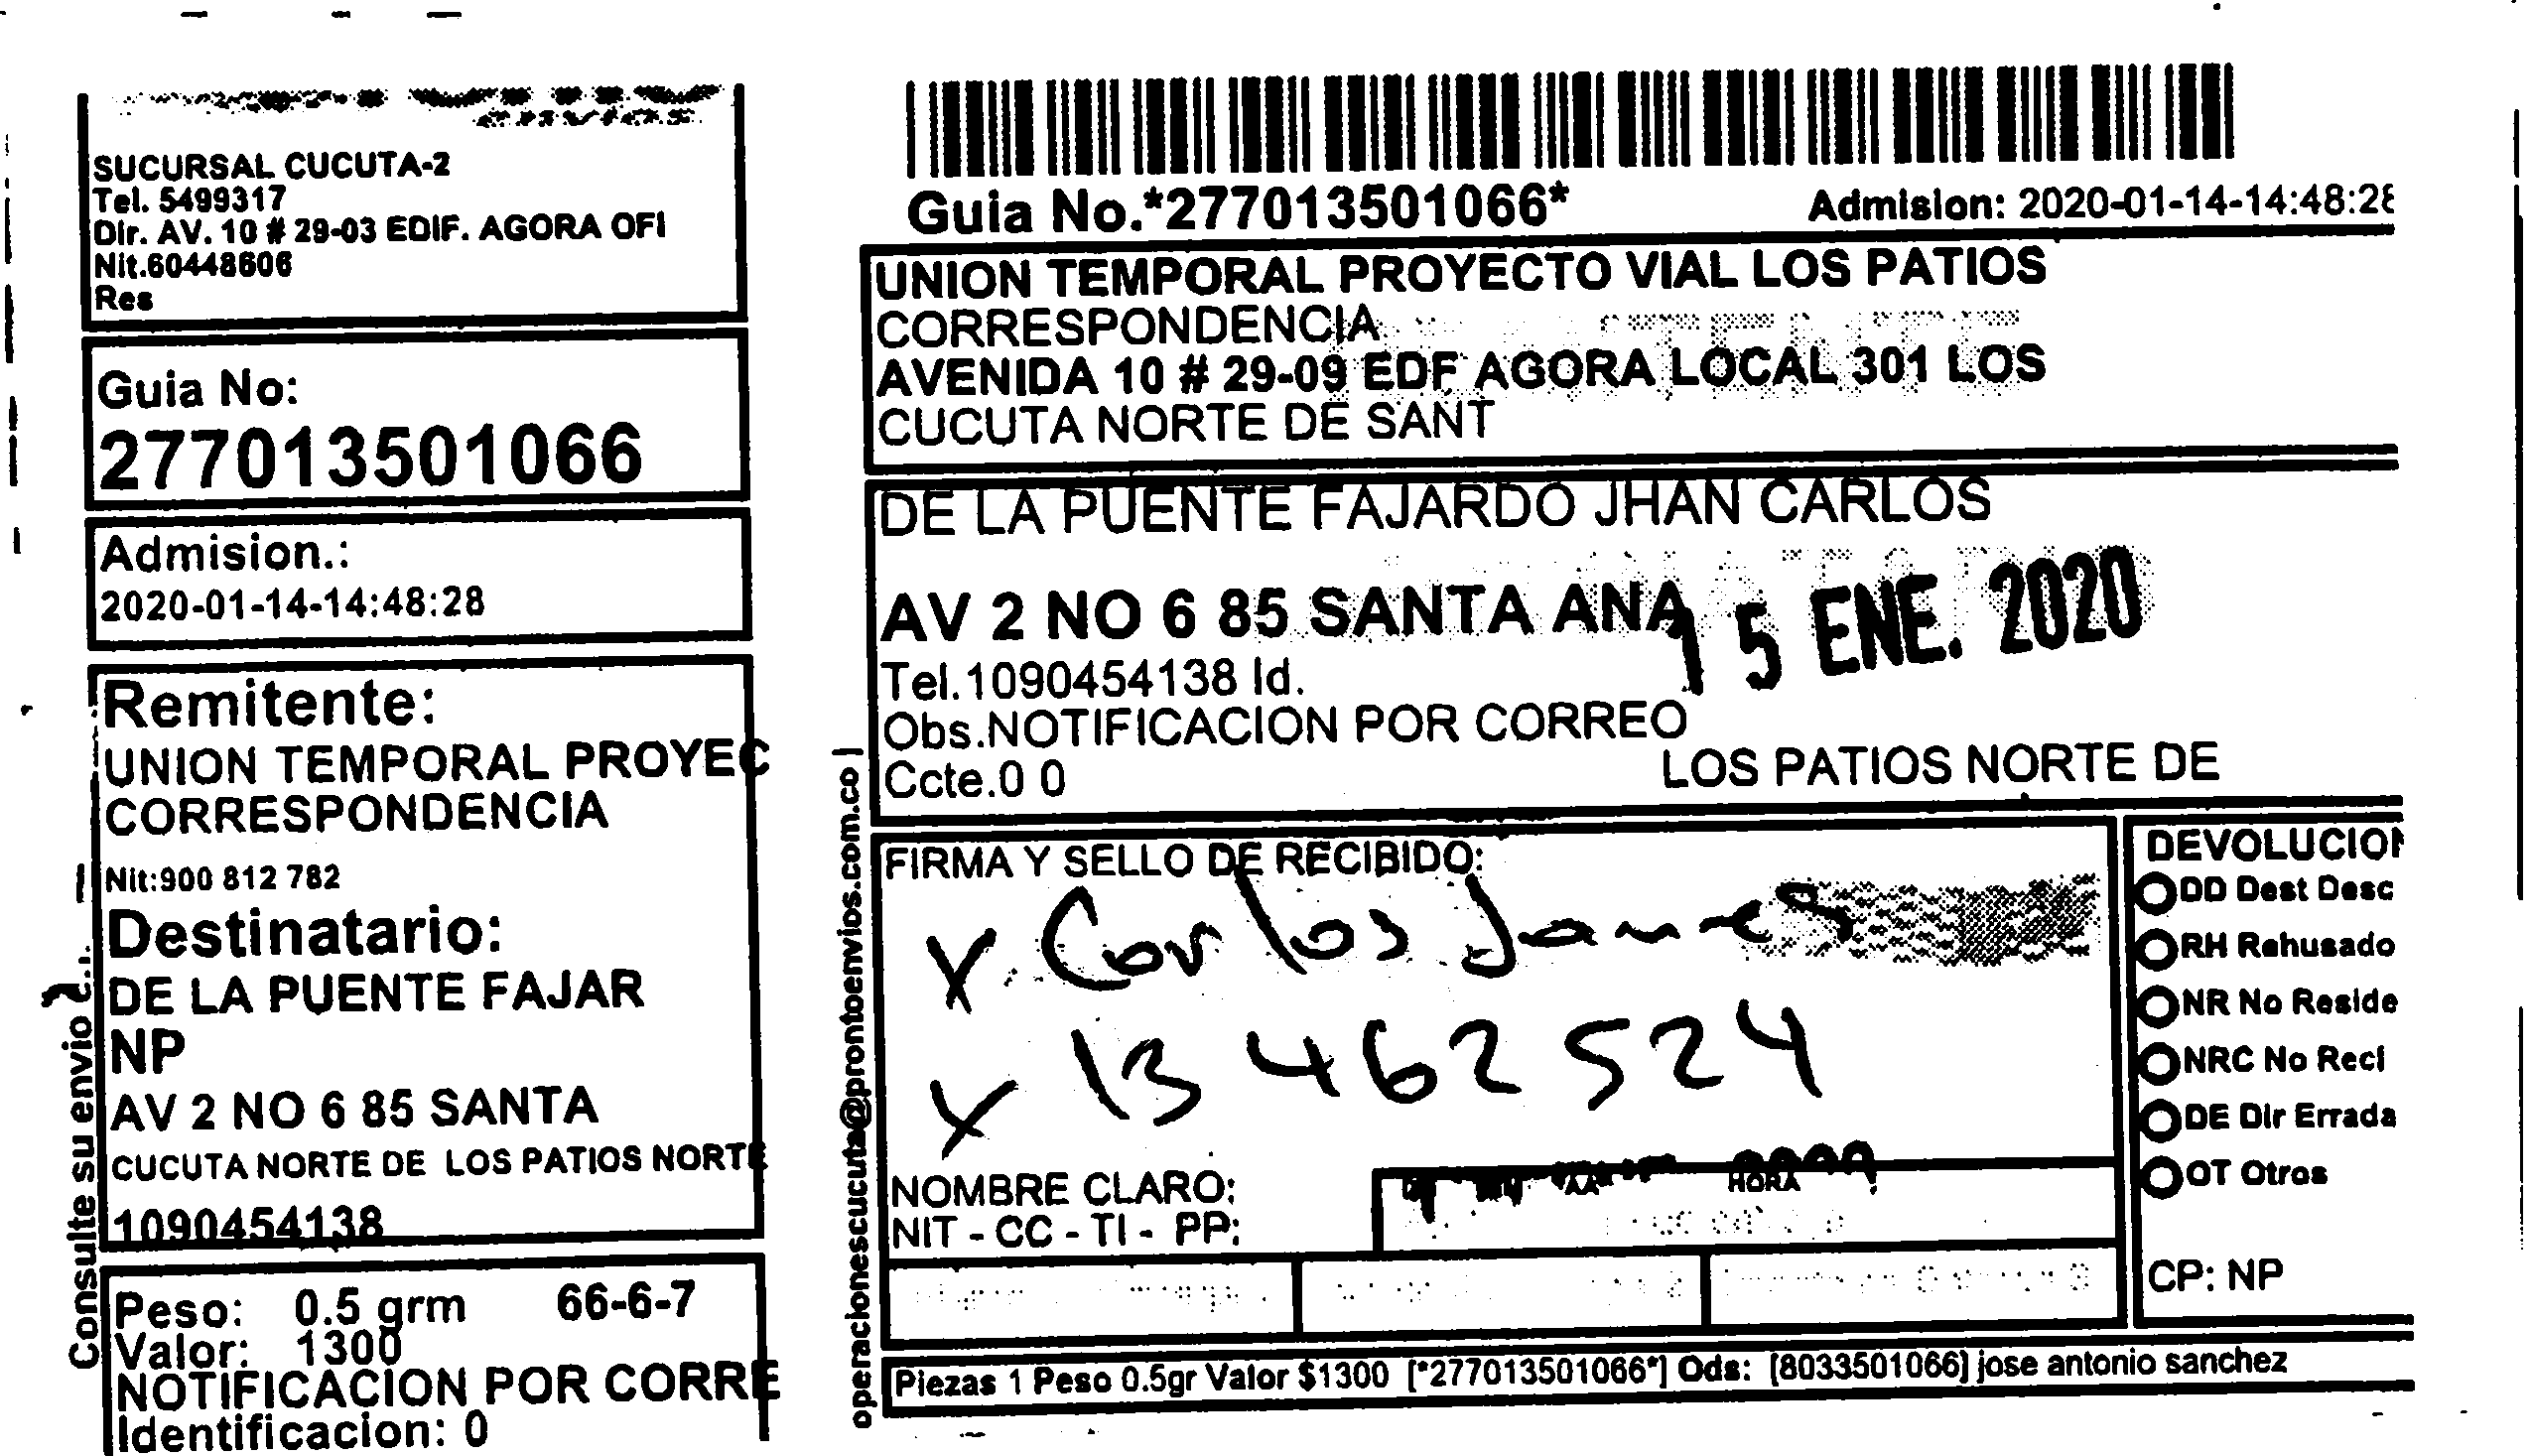 SUCURSAL CUCUTA-2
Tel. 5499317
Dir. AV. 10 # 29-03 EDIF. AGORA OFI
Nit.60448606
Res
Guia No:
277013501066
Admision.:
2020-01-14-14:48:28
Remitente:
UNION TEMPORAL PROYEC
CORRESPONDENCIA
Nit:900 812 782
Destinatario:
DE LA PUENTE FAJAR
NP
AV 2 NO 6 85 SANTA
CUCUTA NORTE DE LOS PATIOS NORTE
1090454138
Peso: 0.5 grm 66-6-7
Valor: 1300
NOTIFICACION POR CORRE
Identificacion: 0
Consulte su envio
Guia No.*277013501066*
Admision: 2020-01-14-14:48:28
UNION TEMPORAL PROYECTO VIAL LOS PATIOS
CORRESPONDENCIA
AVENIDA 10 # 29-09 EDF AGORA LOCAL 301 LOS
CUCUTA NORTE DE SANT
DE LA PUENTE FAJARDO JHAN CARLOS
AV 2 NO 6 85 SANTA ANA
15 ENE. 2020
Tel.1090454138 Id.
Obs.NOTIFICACION POR CORREO
Ccte.0 0
LOS PATIOS NORTE DE
operacionescucuta@prontoenvios.com.co |
FIRMA Y SELLO DE RECIBIDO:
X Carlos James
X 13462524
NOMBRE CLARO:
NIT - CC - TI - PP:
AA HORA
DEVOLUCION
DD Dest Desc
RH Rehusado
NR No Reside
NRC No Reci
DE Dir Errada
OT Otros
CP: NP
Piezas 1 Peso 0.5gr Valor $1300 [*277013501066*] Ods: [8033501066] jose antonio sanchez